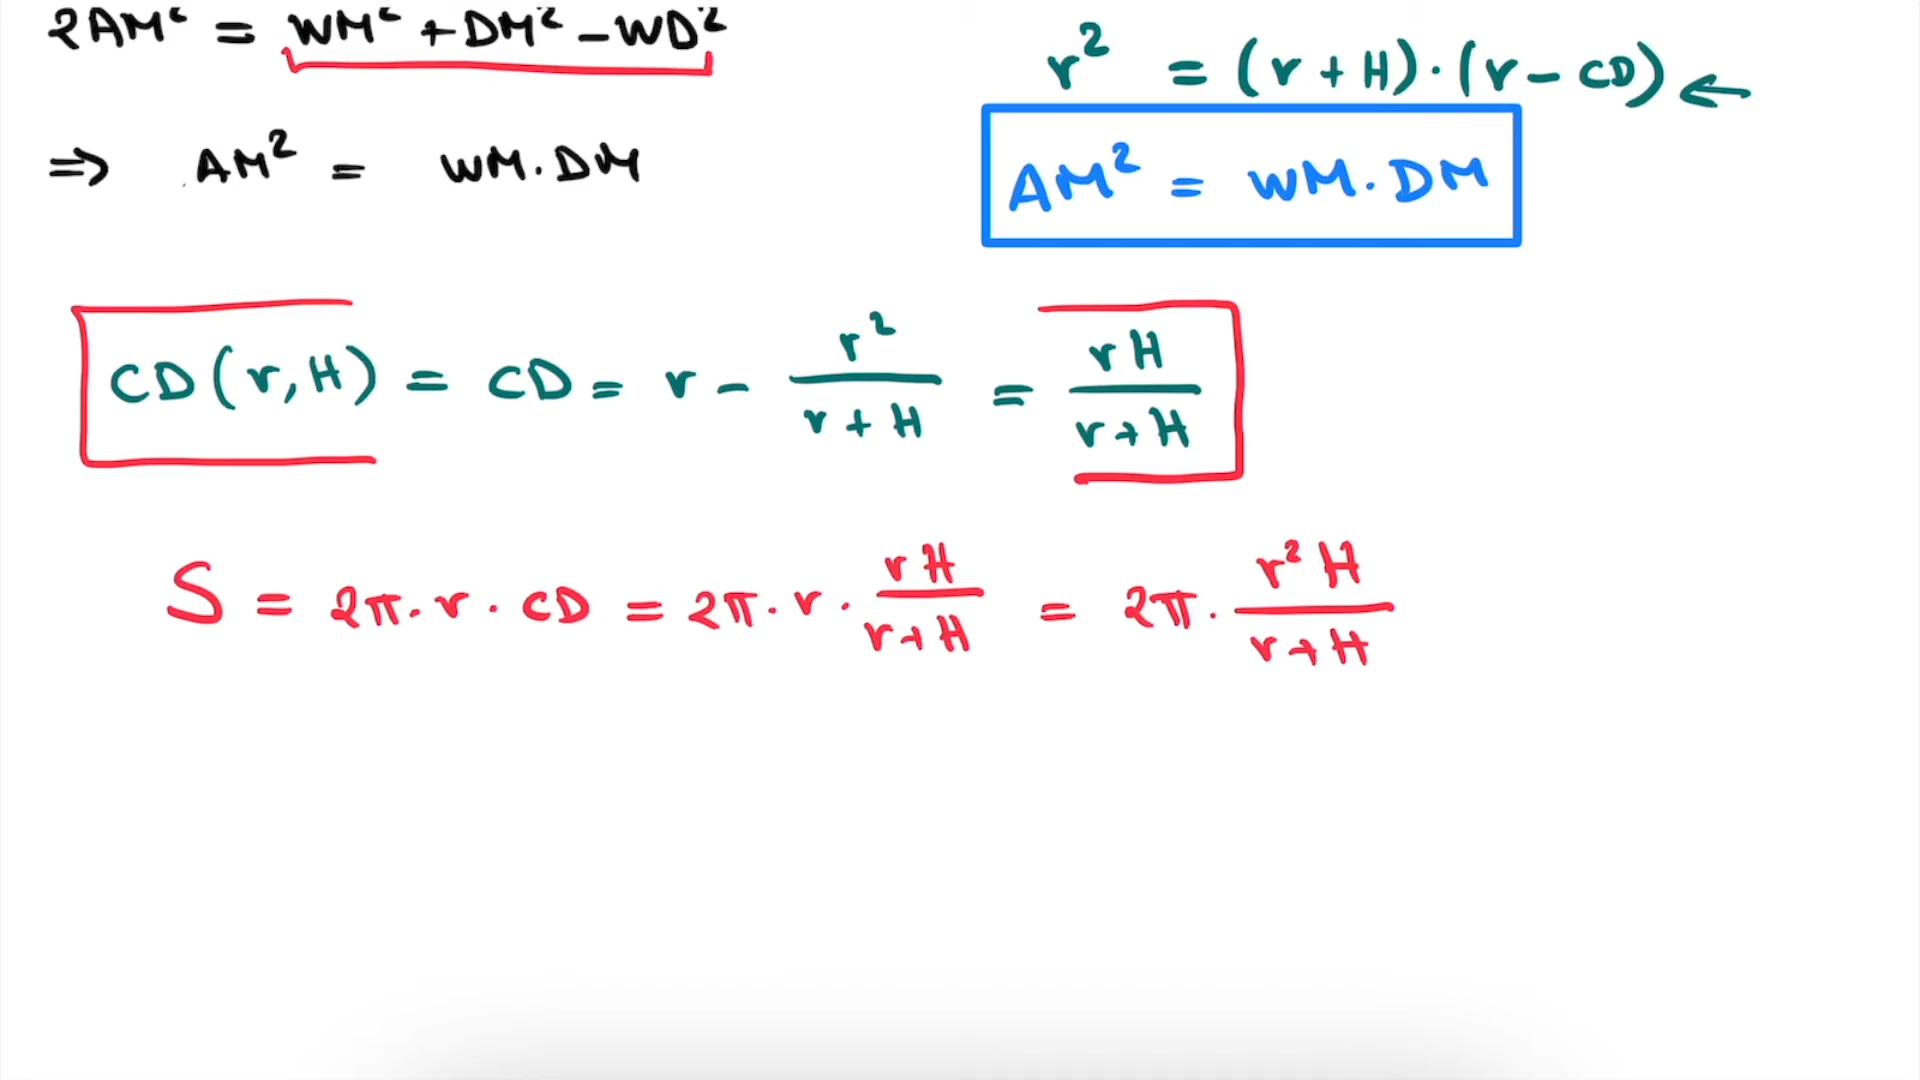 2AM² = WM² + DM² - WD²
r² = (r + H) · (r - CD) ←
⇒ AM² = WM · DM
AM² = WM · DM
CD(r, H) = CD = r - r²/(r + H) = rH/(r + H)
S = 2π · r · CD = 2π · r · rH/(r + H) = 2π · r²H/(r + H)